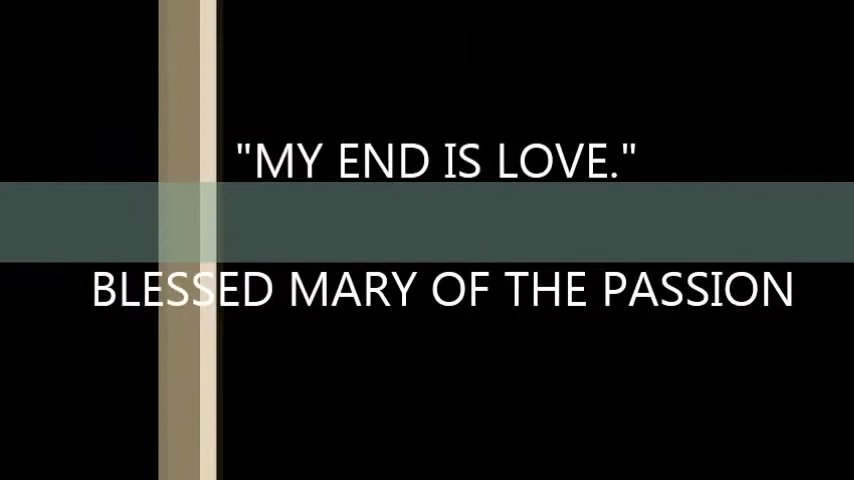 "MY END IS LOVE."
BLESSED MARY OF THE PASSION